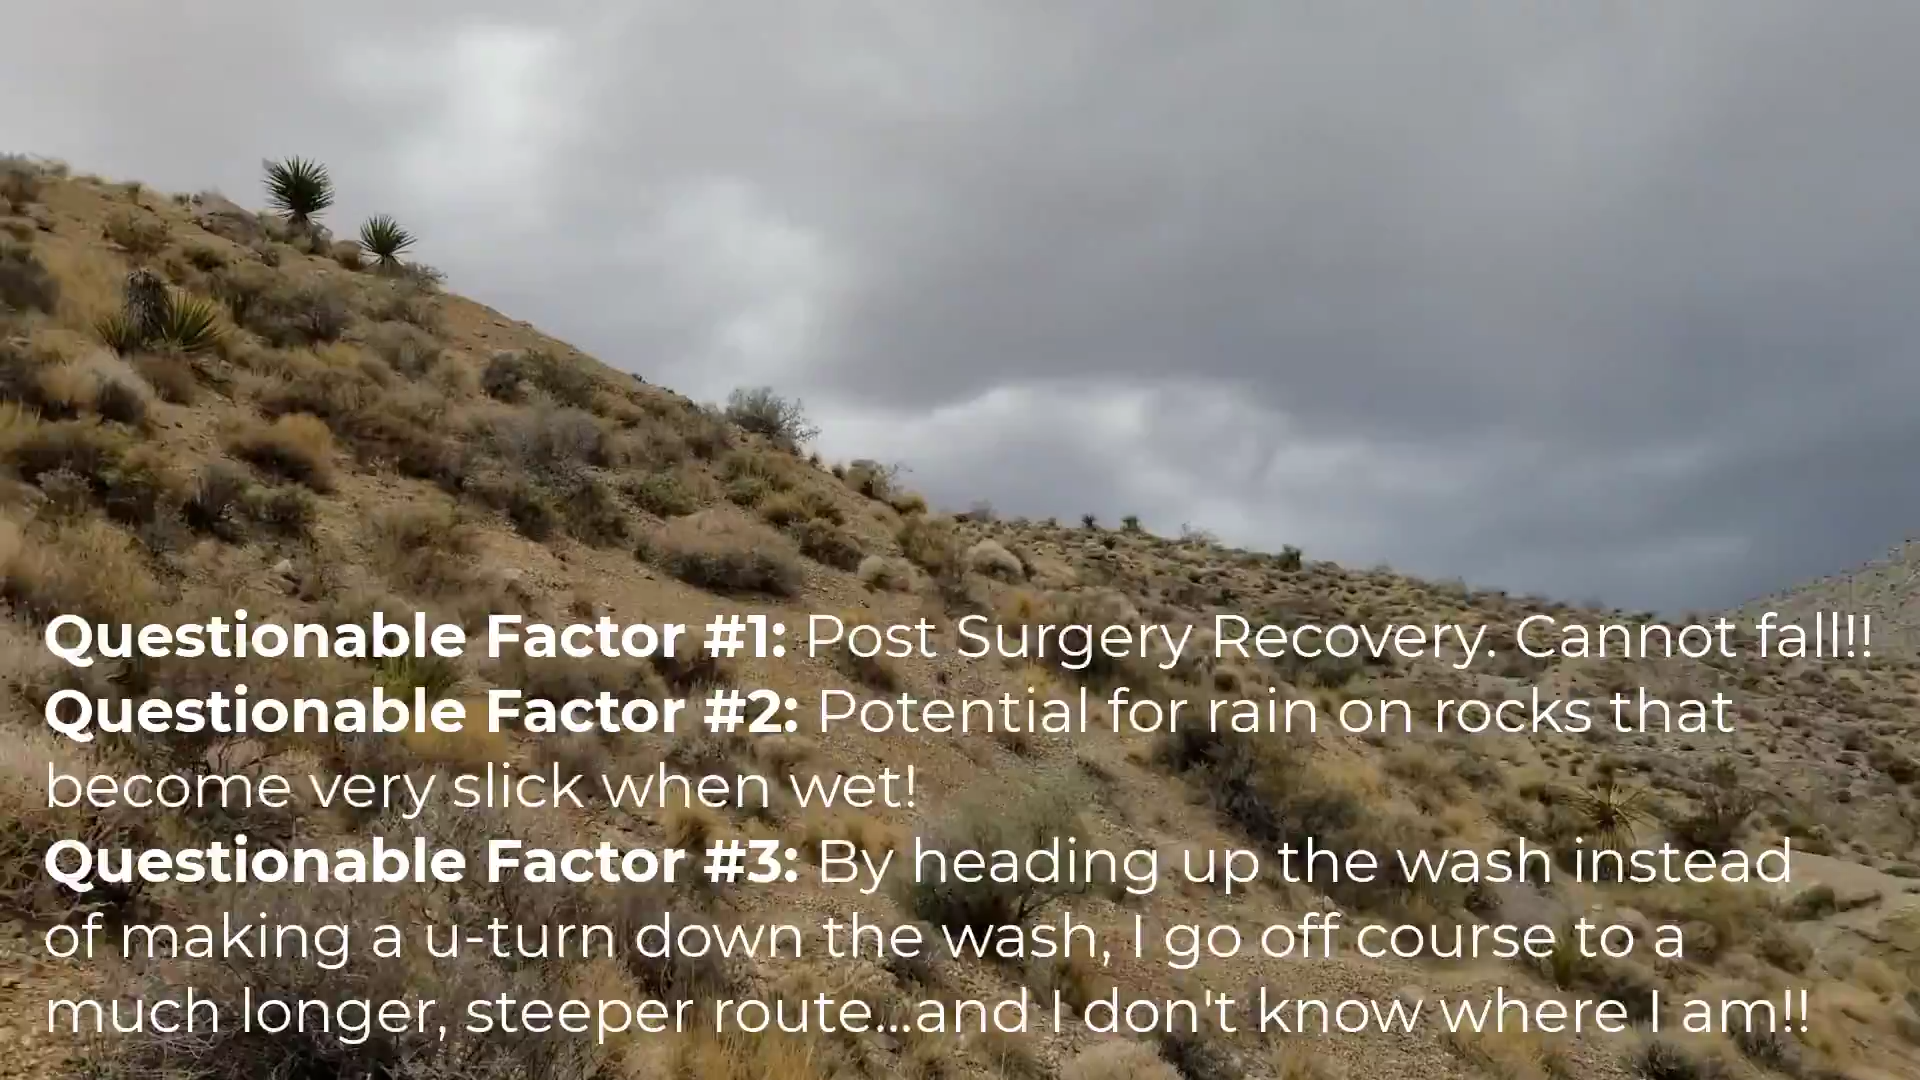 Questionable Factor #1: Post Surgery Recovery. Cannot fall!!
Questionable Factor #2: Potential for rain on rocks that
become very slick when wet!
Questionable Factor #3: By heading up the wash instead
of making a u-turn down the wash, I go off course to a
much longer, steeper route...and I don't know where I am!!